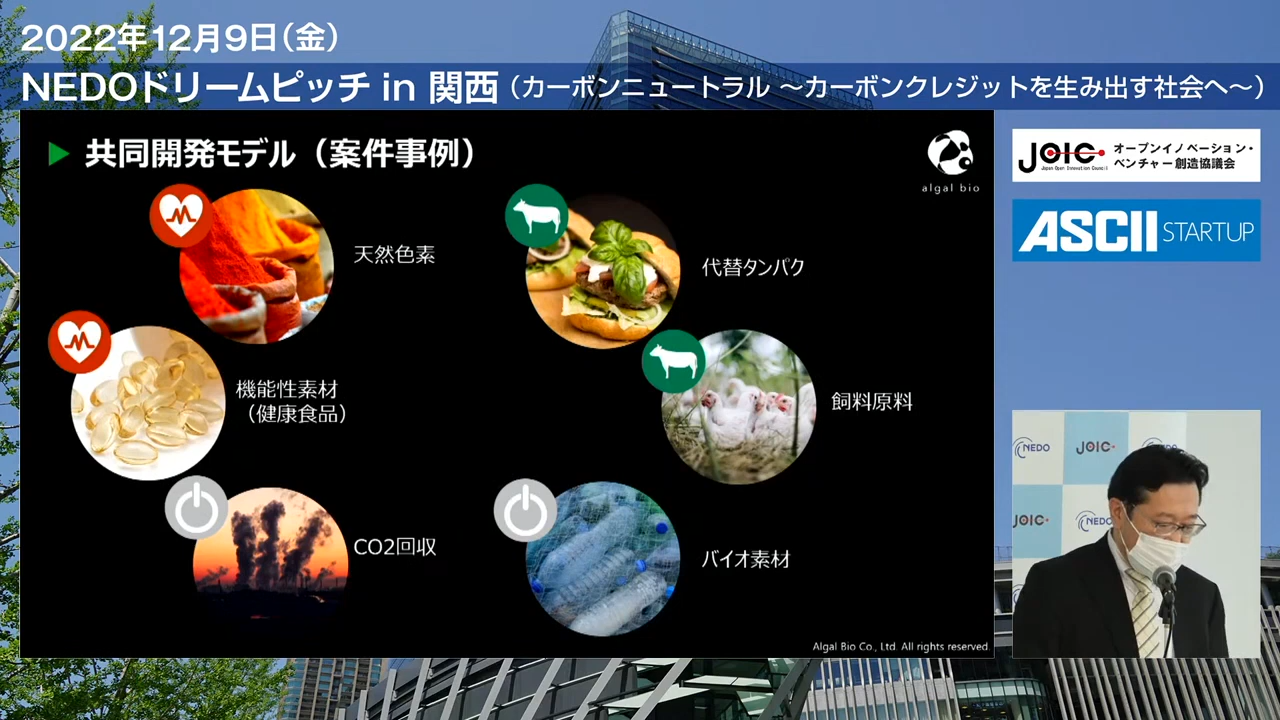 2022年12月9日(金)
NEDOドリームピッチ in 関西 (カーボンニュートラル ～カーボンクレジットを生み出す社会へ～)
共同開発モデル（案件事例）
algal bio
天然色素
代替タンパク
機能性素材
（健康食品）
飼料原料
CO2回収
バイオ素材
Algal Bio Co., Ltd. All rights reserved.
JOIC
Japan Open Innovation Council
オープンイノベーション・
ベンチャー創造協議会
ASCII STARTUP
NEDO JOIC NEDO
JOIC NEDO